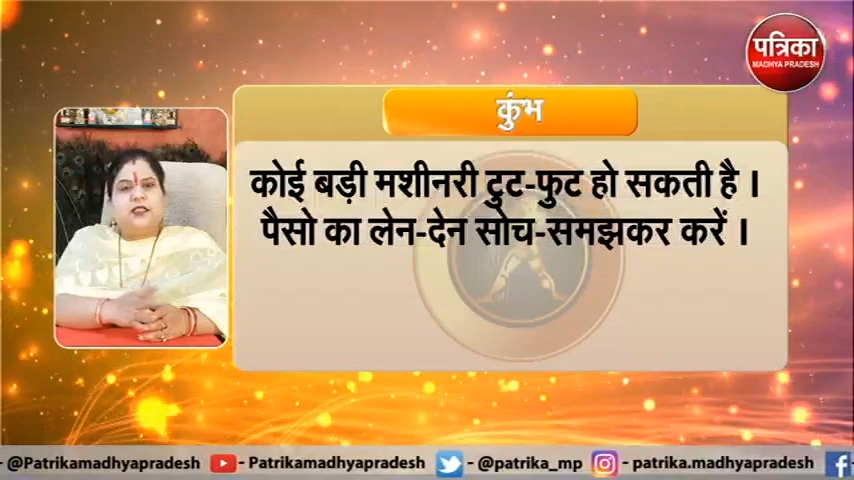 पत्रिका
MADHYA PRADESH
कुंभ
कोई बड़ी मशीनरी टुट-फुट हो सकती है ।
पैसो का लेन-देन सोच-समझकर करें ।
- @Patrikamadhyapradesh - Patrikamadhyapradesh - @patrika_mp - patrika.madhyapradesh -